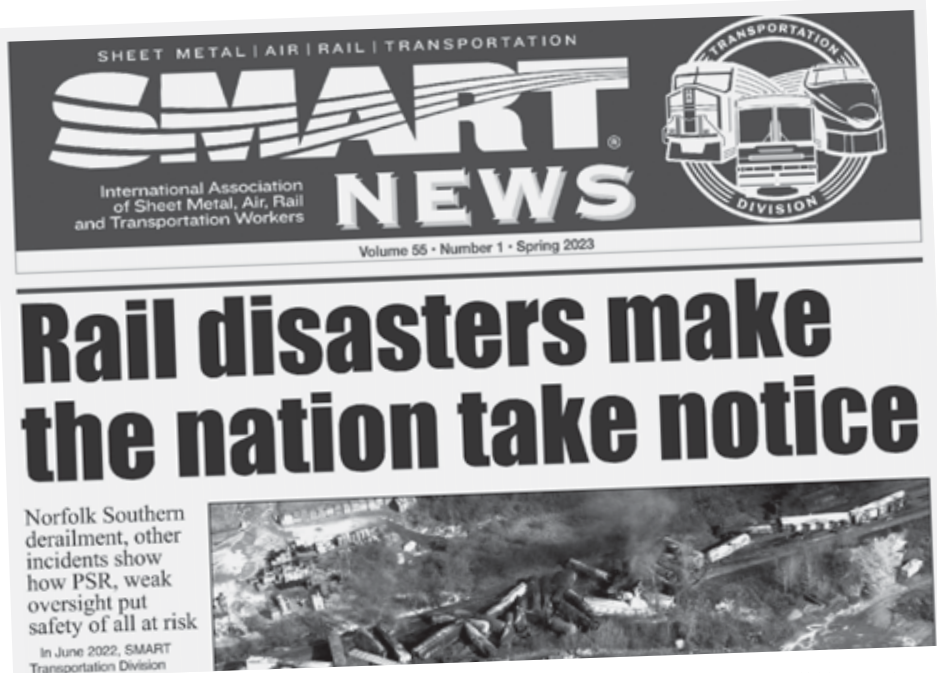 SHEET METAL | AIR | RAIL | TRANSPORTATION
SMART®
NEWS
International Association
of Sheet Metal, Air, Rail
and Transportation Workers
TRANSPORTATION
DIVISION
Volume 55 • Number 1 • Spring 2023
Rail disasters make
the nation take notice
Norfolk Southern
derailment, other
incidents show
how PSR, weak
oversight put
safety of all at risk
In June 2022, SMART
Transportation Division